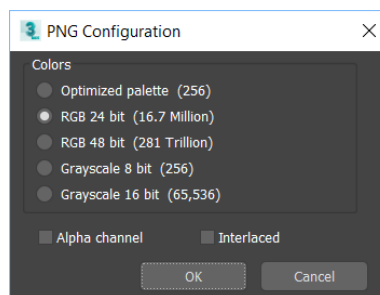 PNG Configuration
Colors
Optimized palette (256)
RGB 24 bit (16.7 Million)
RGB 48 bit (281 Trillion)
Grayscale 8 bit (256)
Grayscale 16 bit (65,536)
Alpha channel Interlaced
OK Cancel